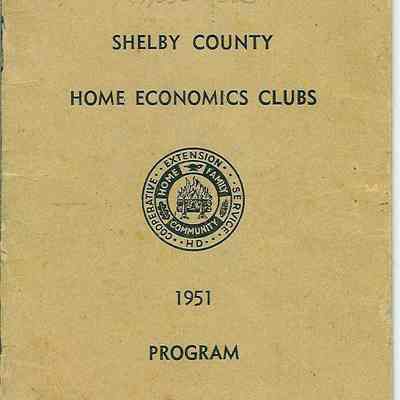 SHELBY COUNTY
HOME ECONOMICS CLUBS
COOPERATIVE · EXTENSION · SERVICE
· HD ·
HOME FAMILY
COMMUNITY
1951
PROGRAM